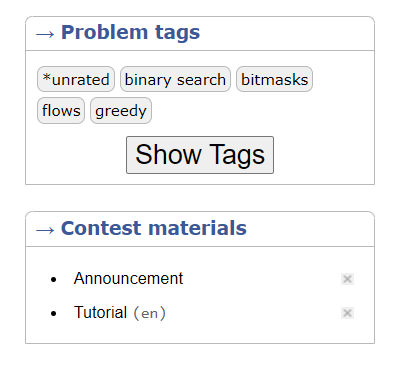 → Problem tags
*unrated binary search bitmasks
flows greedy
Show Tags
→ Contest materials
• Announcement ×
• Tutorial (en) ×